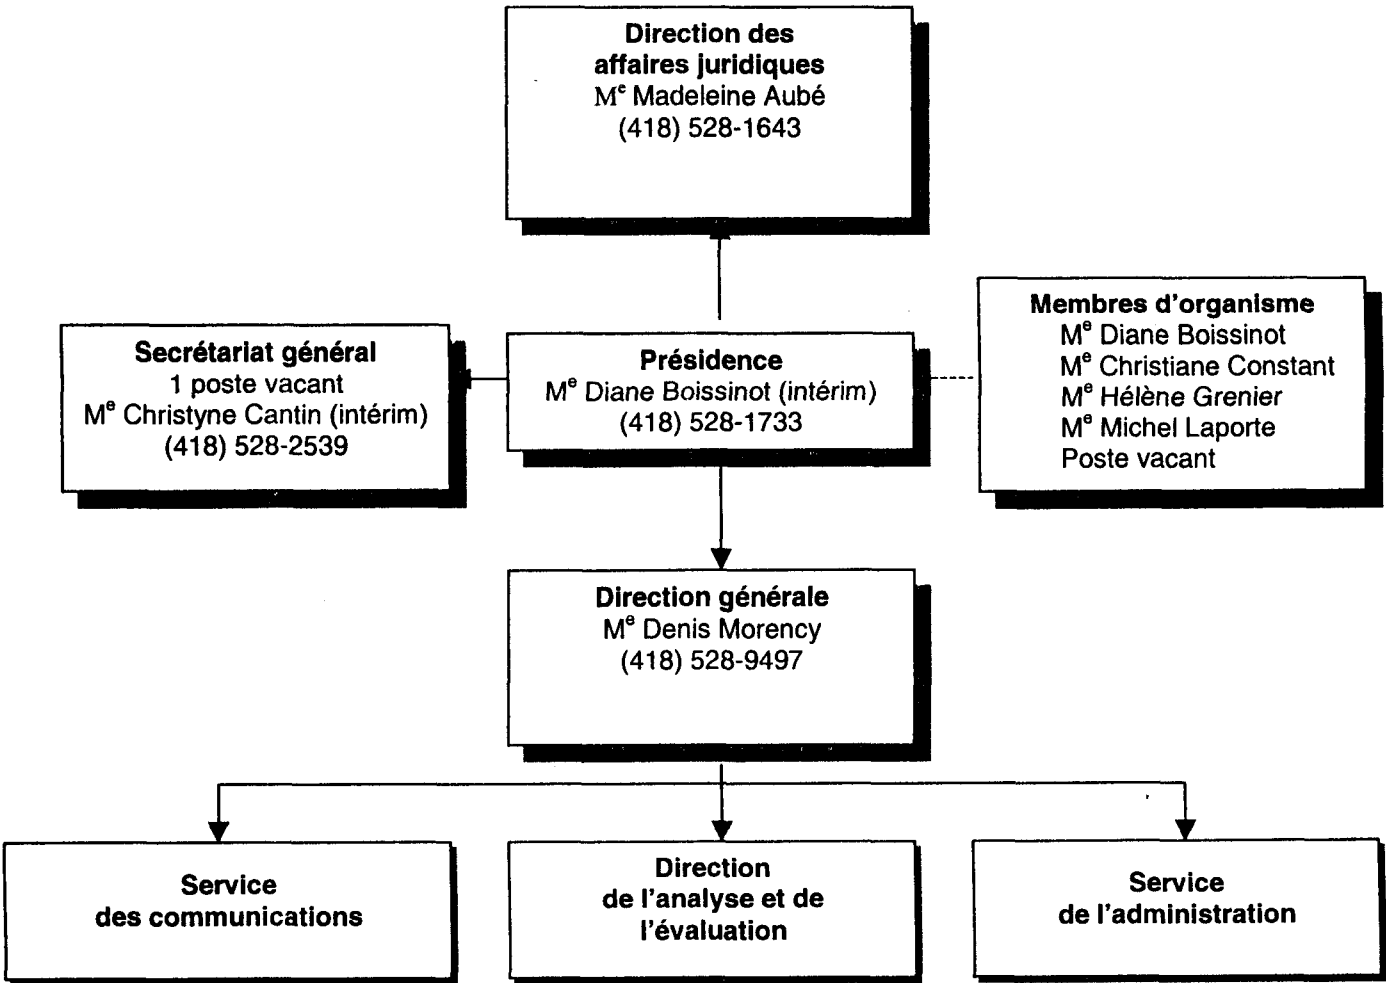 Direction des
affaires juridiques
Me Madeleine Aubé
(418) 528-1643
Membres d'organisme
Me Diane Boissinot
Me Christiane Constant
Me Hélène Grenier
Me Michel Laporte
Poste vacant
Secrétariat général
1 poste vacant
Me Christyne Cantin (intérim)
(418) 528-2539
Présidence
Me Diane Boissinot (intérim)
(418) 528-1733
Direction générale
Me Denis Morency
(418) 528-9497
Service
des communications
Direction
de l'analyse et de
l'évaluation
Service
de l'administration